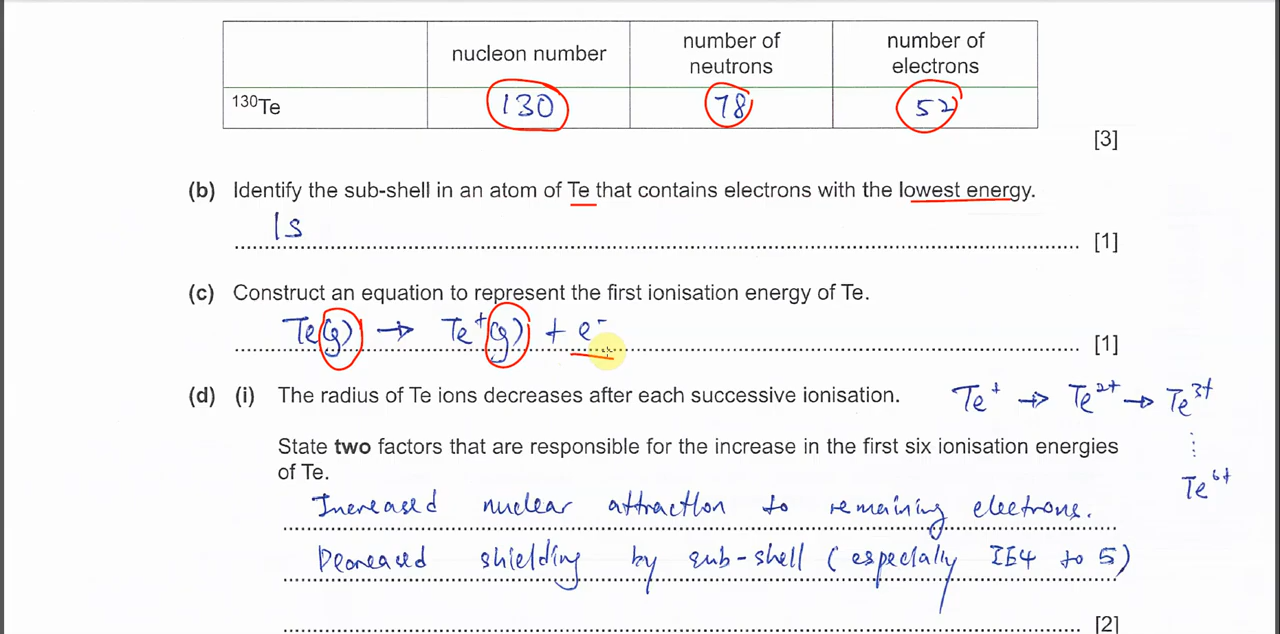 nucleon number
number of neutrons
number of electrons
¹³⁰Te
130
78
52
[3]
(b) Identify the sub-shell in an atom of Te that contains electrons with the lowest energy.
1s
[1]
(c) Construct an equation to represent the first ionisation energy of Te.
Te(g) → Te⁺(g) + e⁻
[1]
(d) (i) The radius of Te ions decreases after each successive ionisation.
Te⁺ → Te²⁺ → Te³⁺
⋮
Te⁶⁺
State two factors that are responsible for the increase in the first six ionisation energies
of Te.
Increased nuclear attraction to remaining electrons.
Decreased shielding by sub-shell (especially IE4 to 5)
[2]